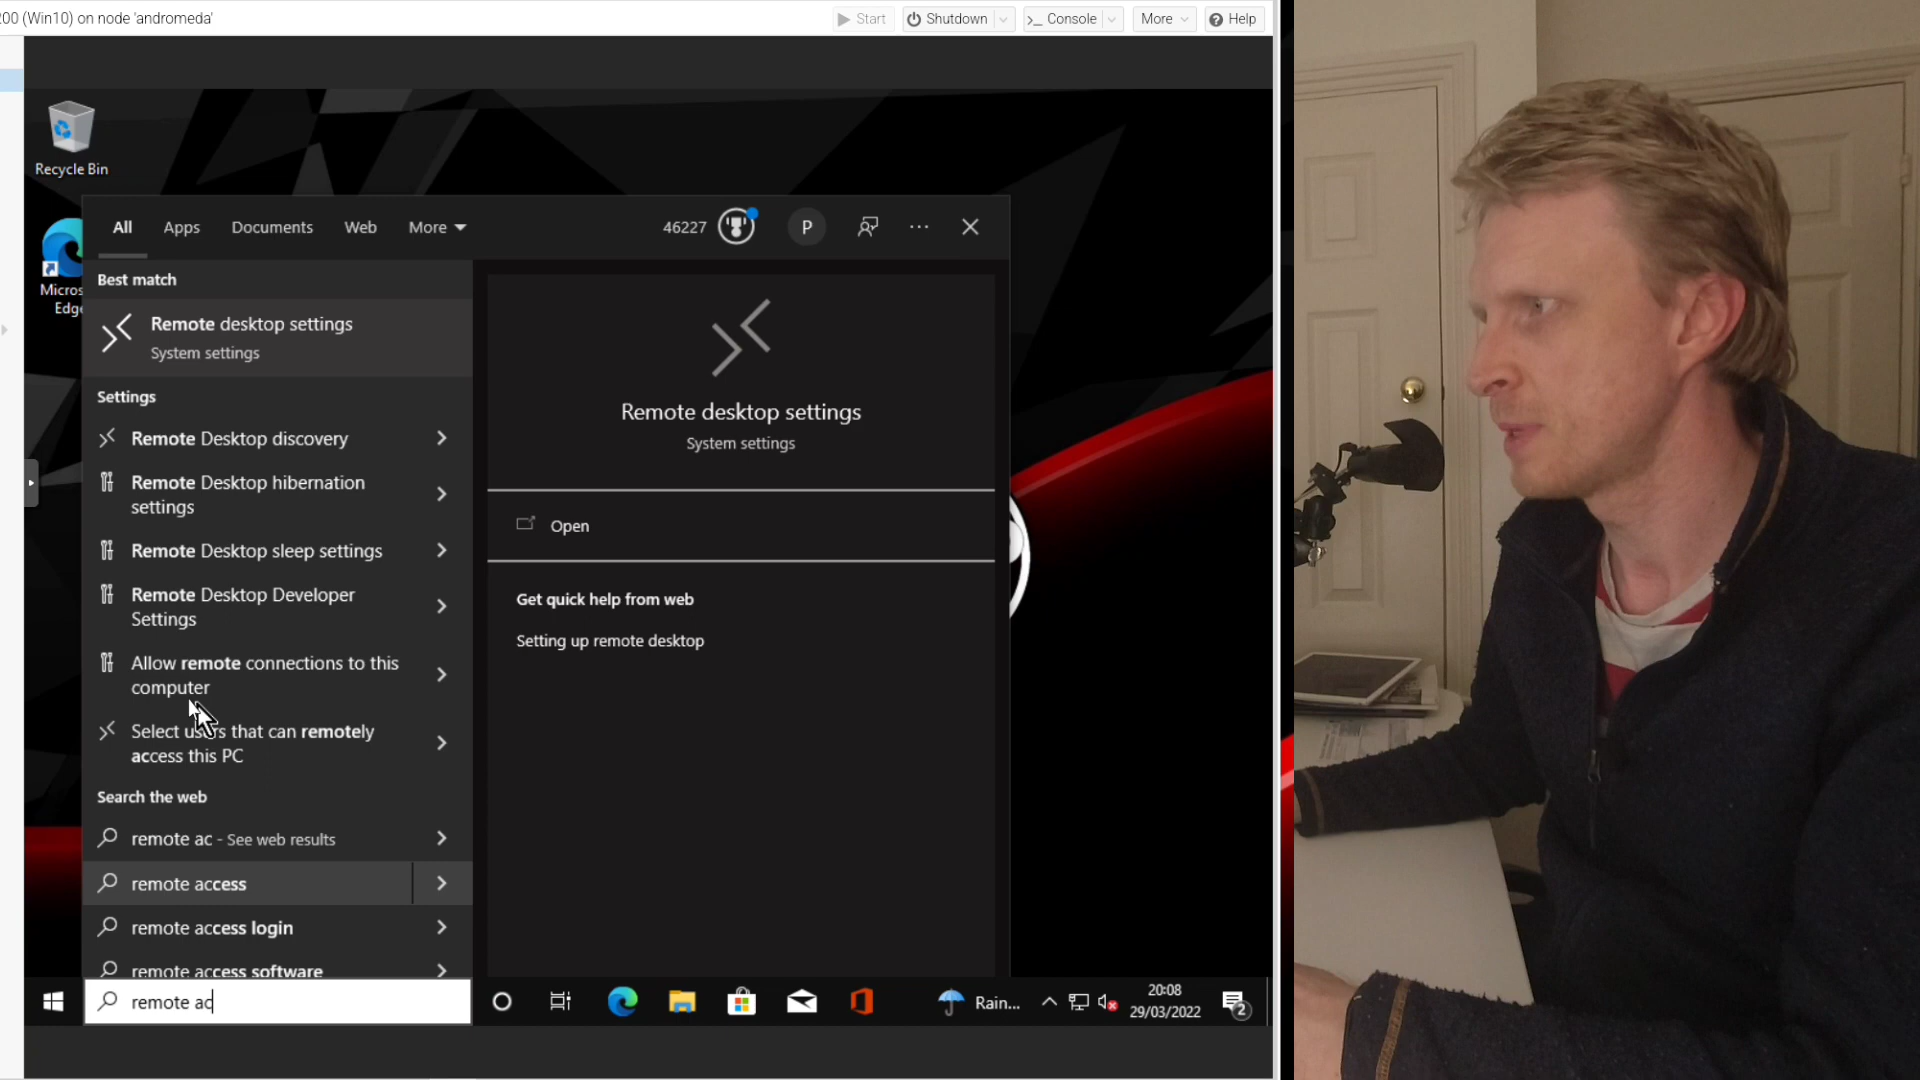 200 (Win10) on node 'andromeda'
Start
Shutdown
Console
More
Help
Recycle Bin
Edge
All
Apps
Documents
Web
More
46227
P
Best match
Remote desktop settings
System settings
Settings
Remote Desktop discovery
Remote Desktop hibernation
settings
Remote Desktop sleep settings
Remote Desktop Developer
Settings
Allow remote connections to this
computer
Select users that can remotely
access this PC
Search the web
remote ac - See web results
remote access
remote access login
remote access software
Remote desktop settings
System settings
Open
Get quick help from web
Setting up remote desktop
remote ac
Rain...
20:08
29/03/2022
2